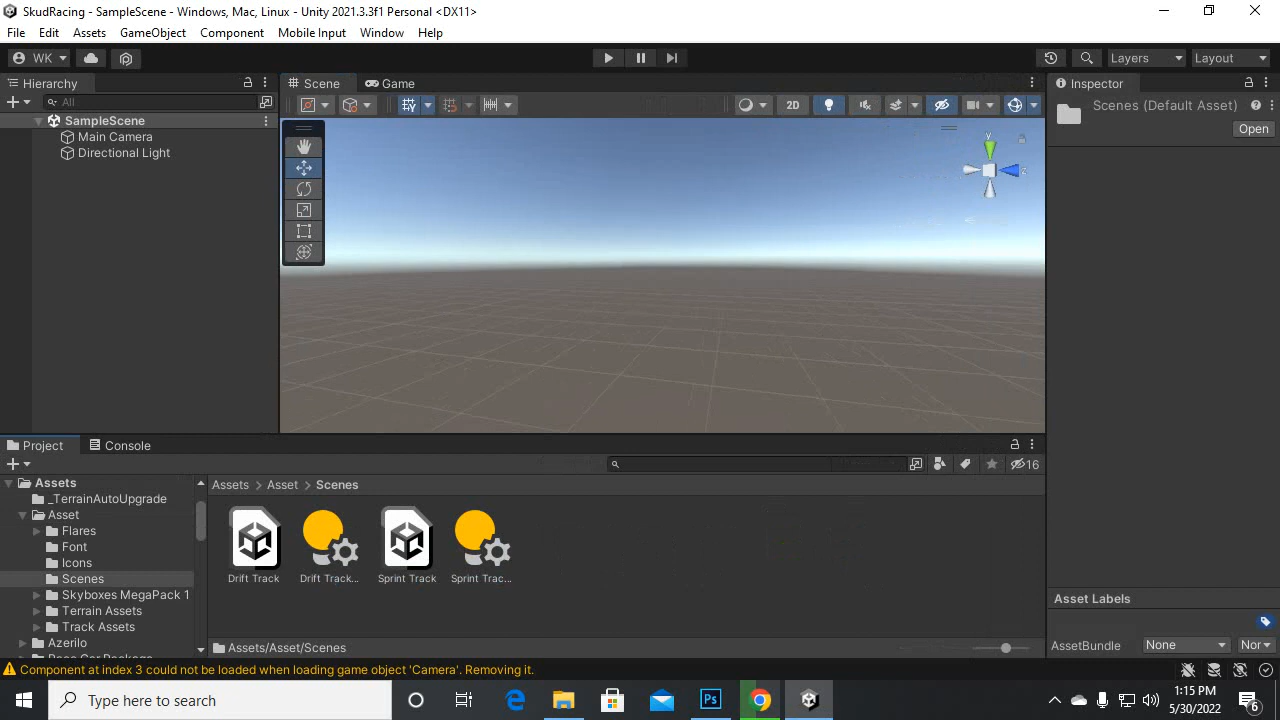 SkudRacing - SampleScene - Windows, Mac, Linux - Unity 2021.3.3f1 Personal <DX11>
File Edit Assets GameObject Component Mobile Input Window Help
WK Layers Layout
Hierarchy Scene Game Inspector
All 2D Scenes (Default Asset)
Open
SampleScene
Main Camera
Directional Light
y
z
Project Console
16
Assets Assets > Asset > Scenes
_TerrainAutoUpgrade
Asset
Flares
Font
Icons
Scenes
Skyboxes MegaPack 1
Terrain Assets
Track Assets
Azerilo
Drift Track Drift Track... Sprint Track Sprint Trac...
Assets/Asset/Scenes
Asset Labels
AssetBundle None Nor
Component at index 3 could not be loaded when loading game object 'Camera'. Removing it.
Type here to search
Ps
1:15 PM
5/30/2022
6